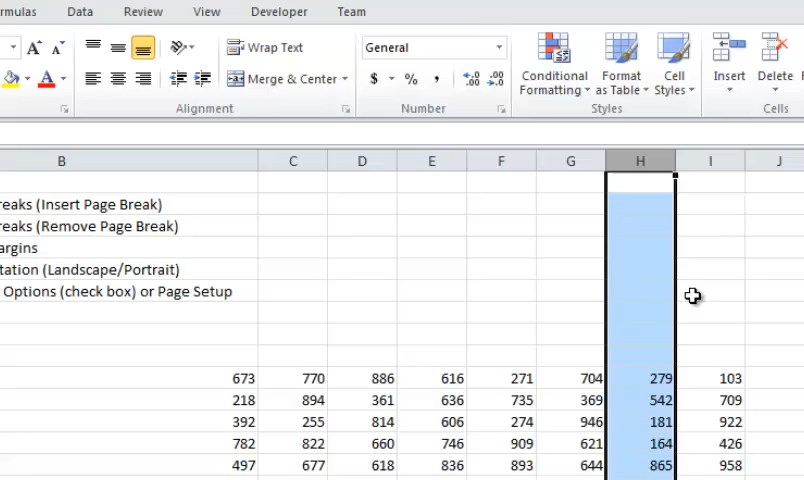 rmulas Data Review View Developer Team
A A Wrap Text General Conditional Formatting Format as Table Cell Styles Insert Delete F
A Merge & Center $ % , .0 .00 .00 .0
Alignment Number Styles Cells
B C D E F G H I J
reaks (Insert Page Break)
reaks (Remove Page Break)
argins
tation (Landscape/Portrait)
Options (check box) or Page Setup
673 770 886 616 271 704 279 103
218 894 361 636 735 369 542 709
392 255 814 606 274 946 181 922
782 822 660 746 909 621 164 426
497 677 618 836 893 644 865 958